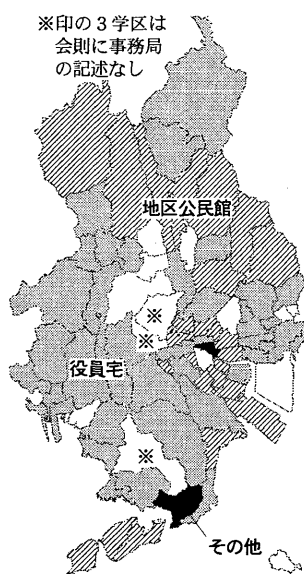 ※印の３学区は
会則に事務局
の記述なし
地区公民館
※
※
役員宅
※
その他